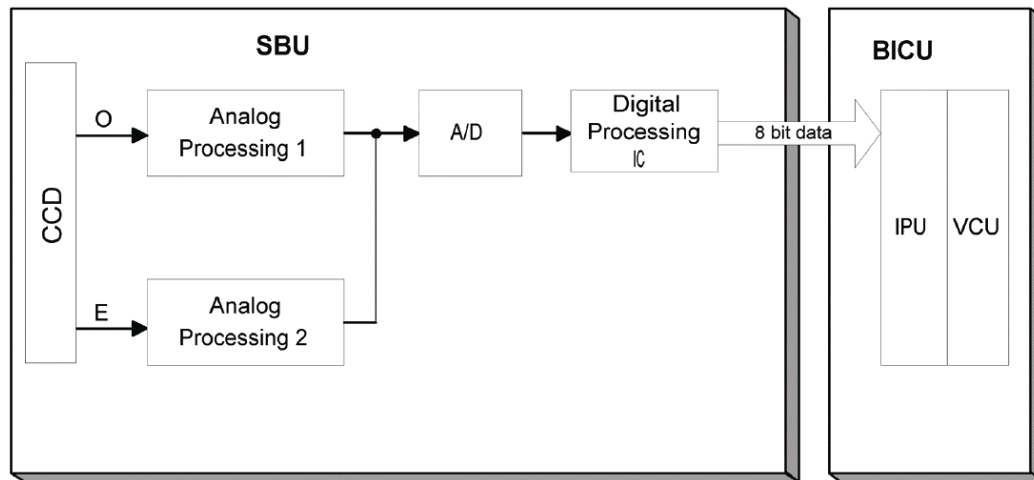 SBU
BICU
CCD
O
Analog
Processing 1
A/D
Digital
Processing
IC
8 bit data
IPU
VCU
E
Analog
Processing 2